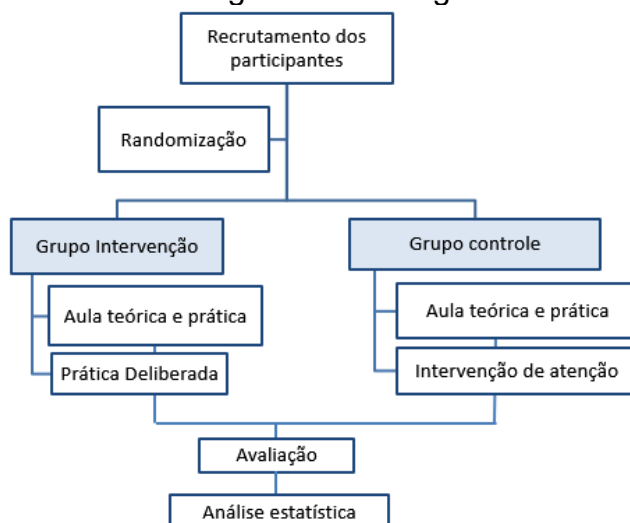 Recrutamento dos
participantes
Randomização
Grupo Intervenção
Grupo controle
Aula teórica e prática
Aula teórica e prática
Prática Deliberada
Intervenção de atenção
Avaliação
Análise estatística